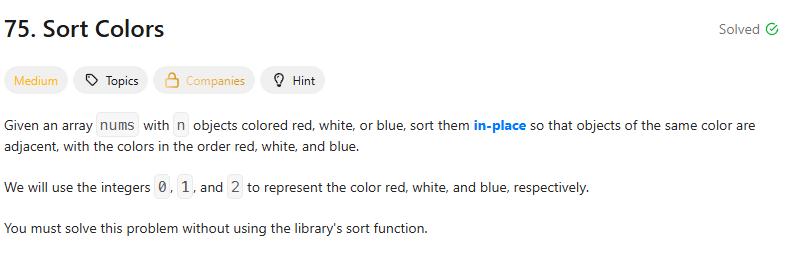 75. Sort Colors
Solved
Medium Topics Companies Hint
Given an array nums with n objects colored red, white, or blue, sort them in-place so that objects of the same color are
adjacent, with the colors in the order red, white, and blue.
We will use the integers 0, 1, and 2 to represent the color red, white, and blue, respectively.
You must solve this problem without using the library's sort function.